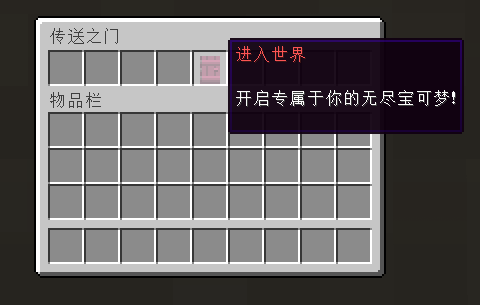 传送之门
进入世界
开启专属于你的无尽宝可梦!
物品栏